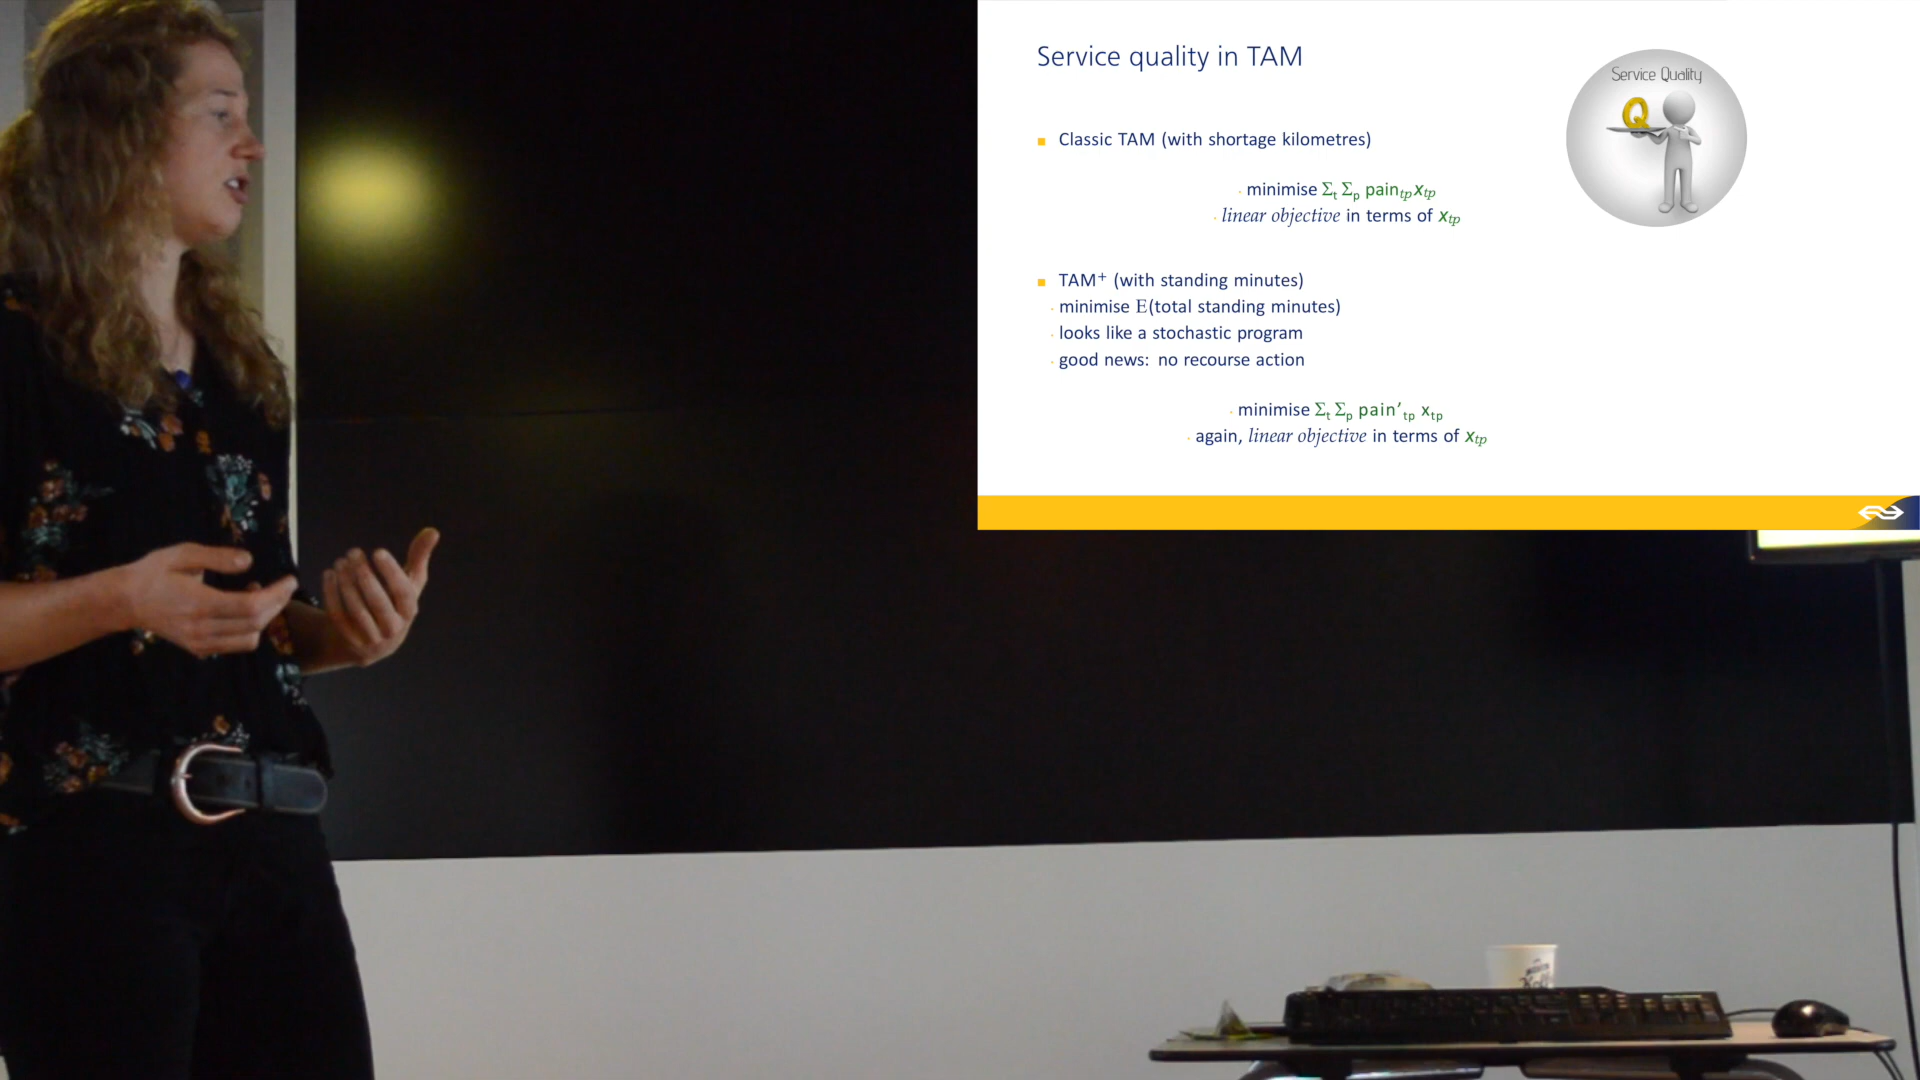 Service quality in TAM
Service Quality
Q
Classic TAM (with shortage kilometres)
minimise Σt Σp paintpxtp
linear objective in terms of xtp
TAM+ (with standing minutes)
minimise E(total standing minutes)
looks like a stochastic program
good news: no recourse action
minimise Σt Σp pain'tp xtp
again, linear objective in terms of xtp